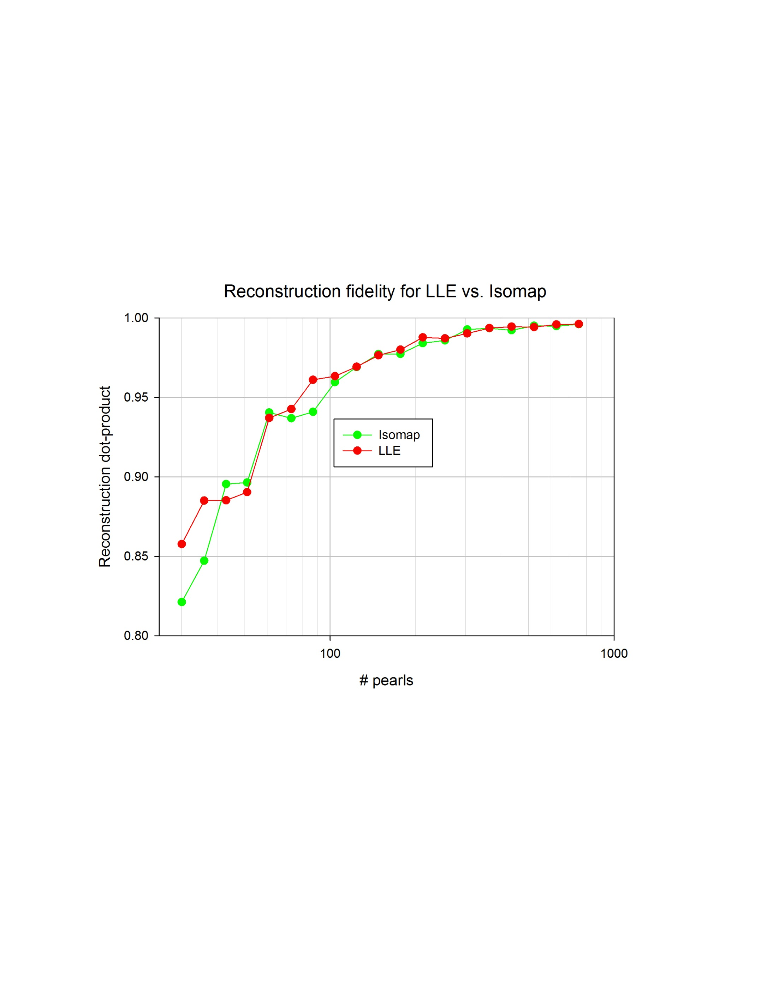 Reconstruction fidelity for LLE vs. Isomap
1.00
0.95
0.90
0.85
0.80
Reconstruction dot-product
Isomap
LLE
100
1000
# pearls